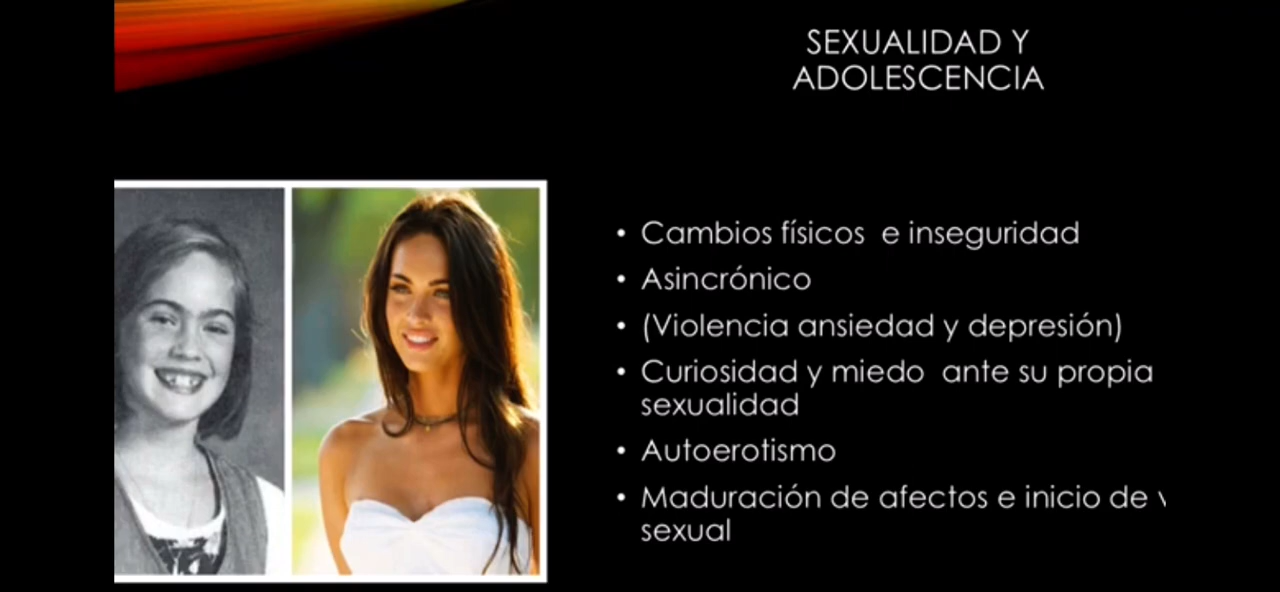 SEXUALIDAD Y
ADOLESCENCIA
• Cambios físicos e inseguridad
• Asincrónico
• (Violencia ansiedad y depresión)
• Curiosidad y miedo ante su propia
sexualidad
• Autoerotismo
• Maduración de afectos e inicio de
sexual